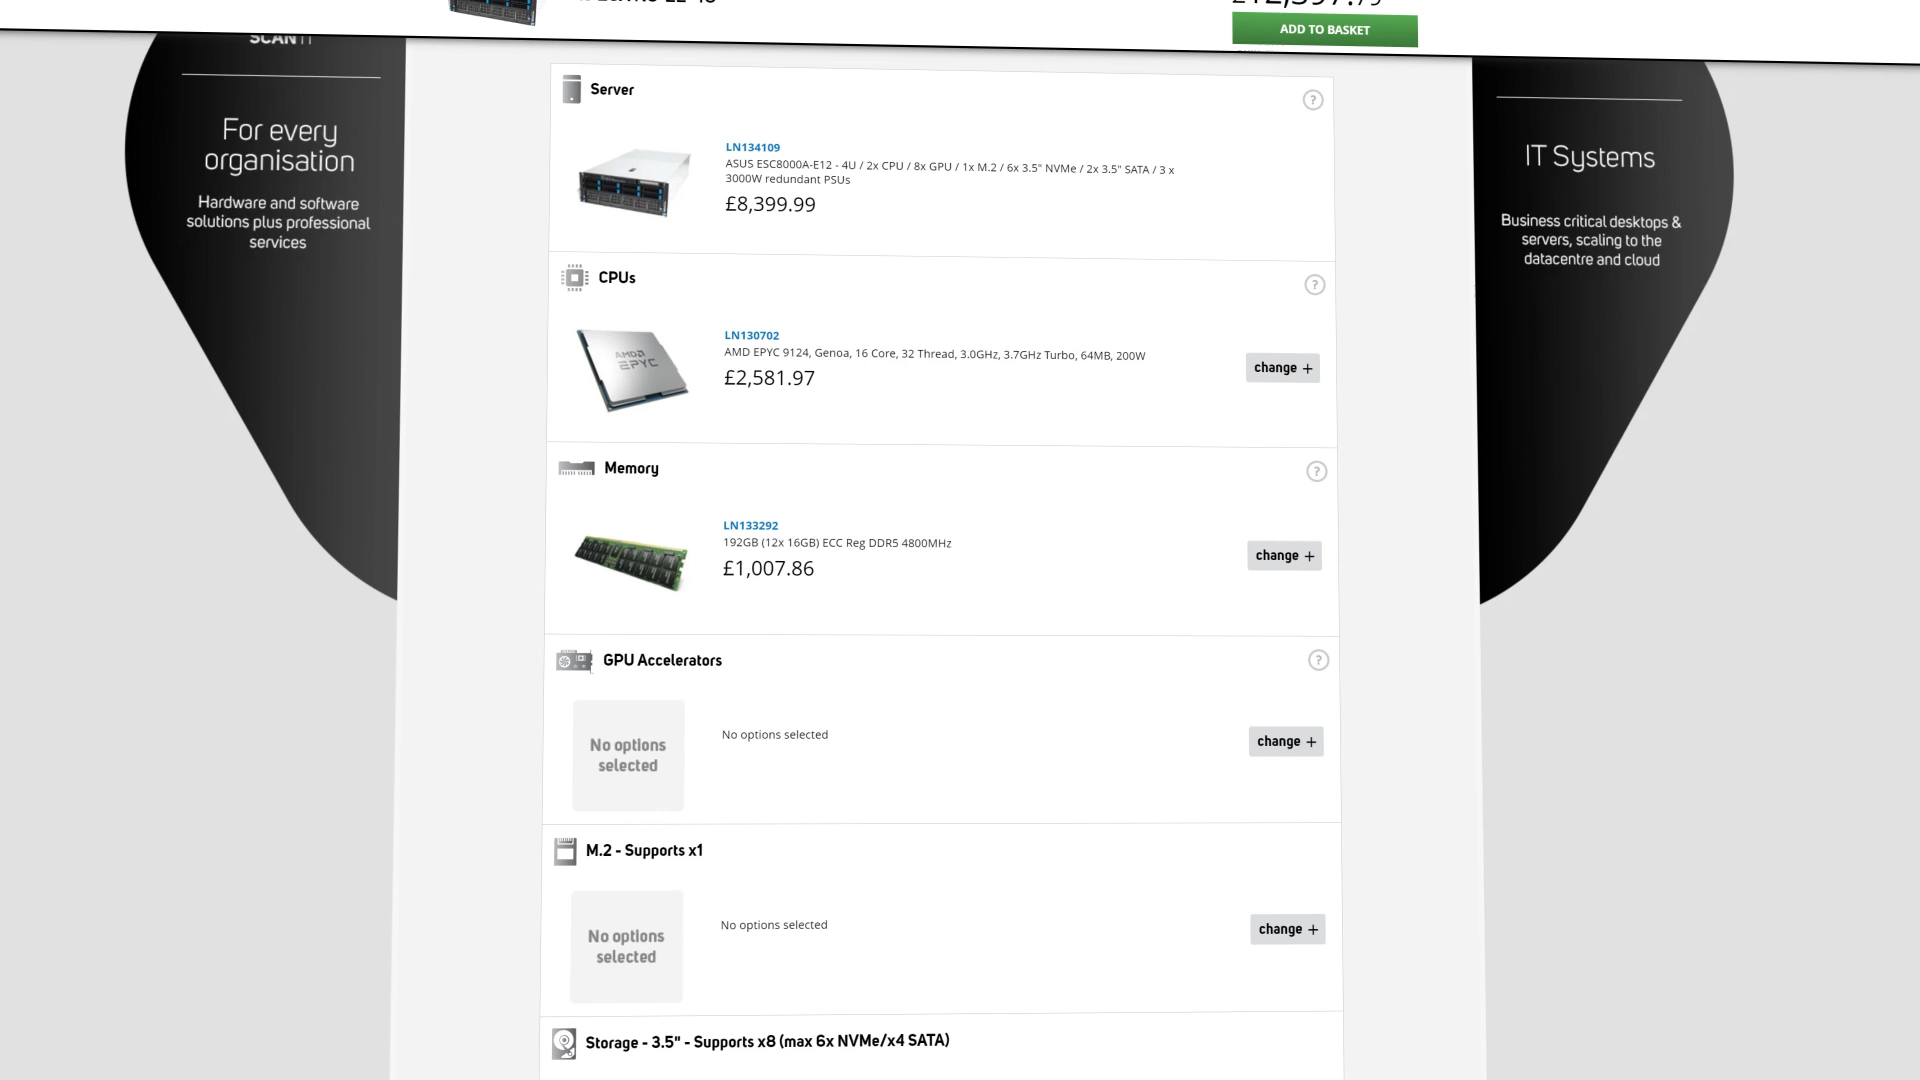 ADD TO BASKET
SCAN IT
For every
organisation
Hardware and software
solutions plus professional
services
IT Systems
Business critical desktops &
servers, scaling to the
datacentre and cloud
Server
?
LN134109
ASUS ESC8000A-E12 - 4U / 2x CPU / 8x GPU / 1x M.2 / 6x 3.5" NVMe / 2x 3.5" SATA / 3 x
3000W redundant PSUs
£8,399.99
CPUs
?
AMD
EPYC
LN130702
AMD EPYC 9124, Genoa, 16 Core, 32 Thread, 3.0GHz, 3.7GHz Turbo, 64MB, 200W
£2,581.97
change +
Memory
?
LN133292
192GB (12x 16GB) ECC Reg DDR5 4800MHz
£1,007.86
change +
GPU Accelerators
?
No options
selected
No options selected
change +
M.2 - Supports x1
No options
selected
No options selected
change +
Storage - 3.5" - Supports x8 (max 6x NVMe/x4 SATA)